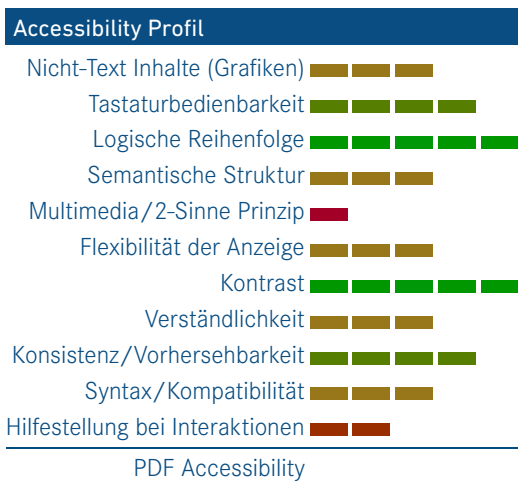 Accessibility Profil
Nicht-Text Inhalte (Grafiken)
Tastaturbedienbarkeit
Logische Reihenfolge
Semantische Struktur
Multimedia/2-Sinne Prinzip
Flexibilität der Anzeige
Kontrast
Verständlichkeit
Konsistenz/Vorhersehbarkeit
Syntax/Kompatibilität
Hilfestellung bei Interaktionen
PDF Accessibility